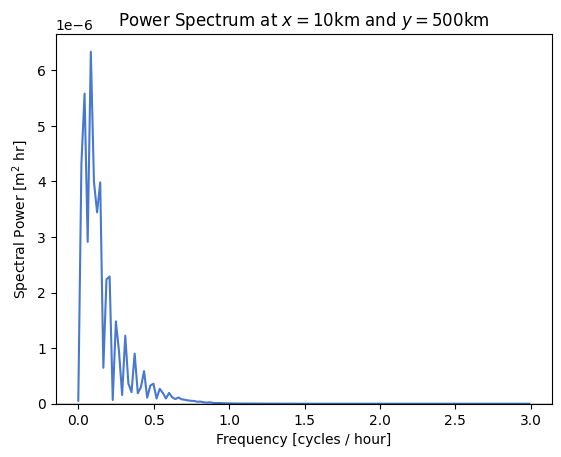 Power Spectrum at x = 10km and y = 500km
1e−6
6
5
4
3
2
1
0
Spectral Power [m² hr]
0.0 0.5 1.0 1.5 2.0 2.5 3.0
Frequency [cycles / hour]